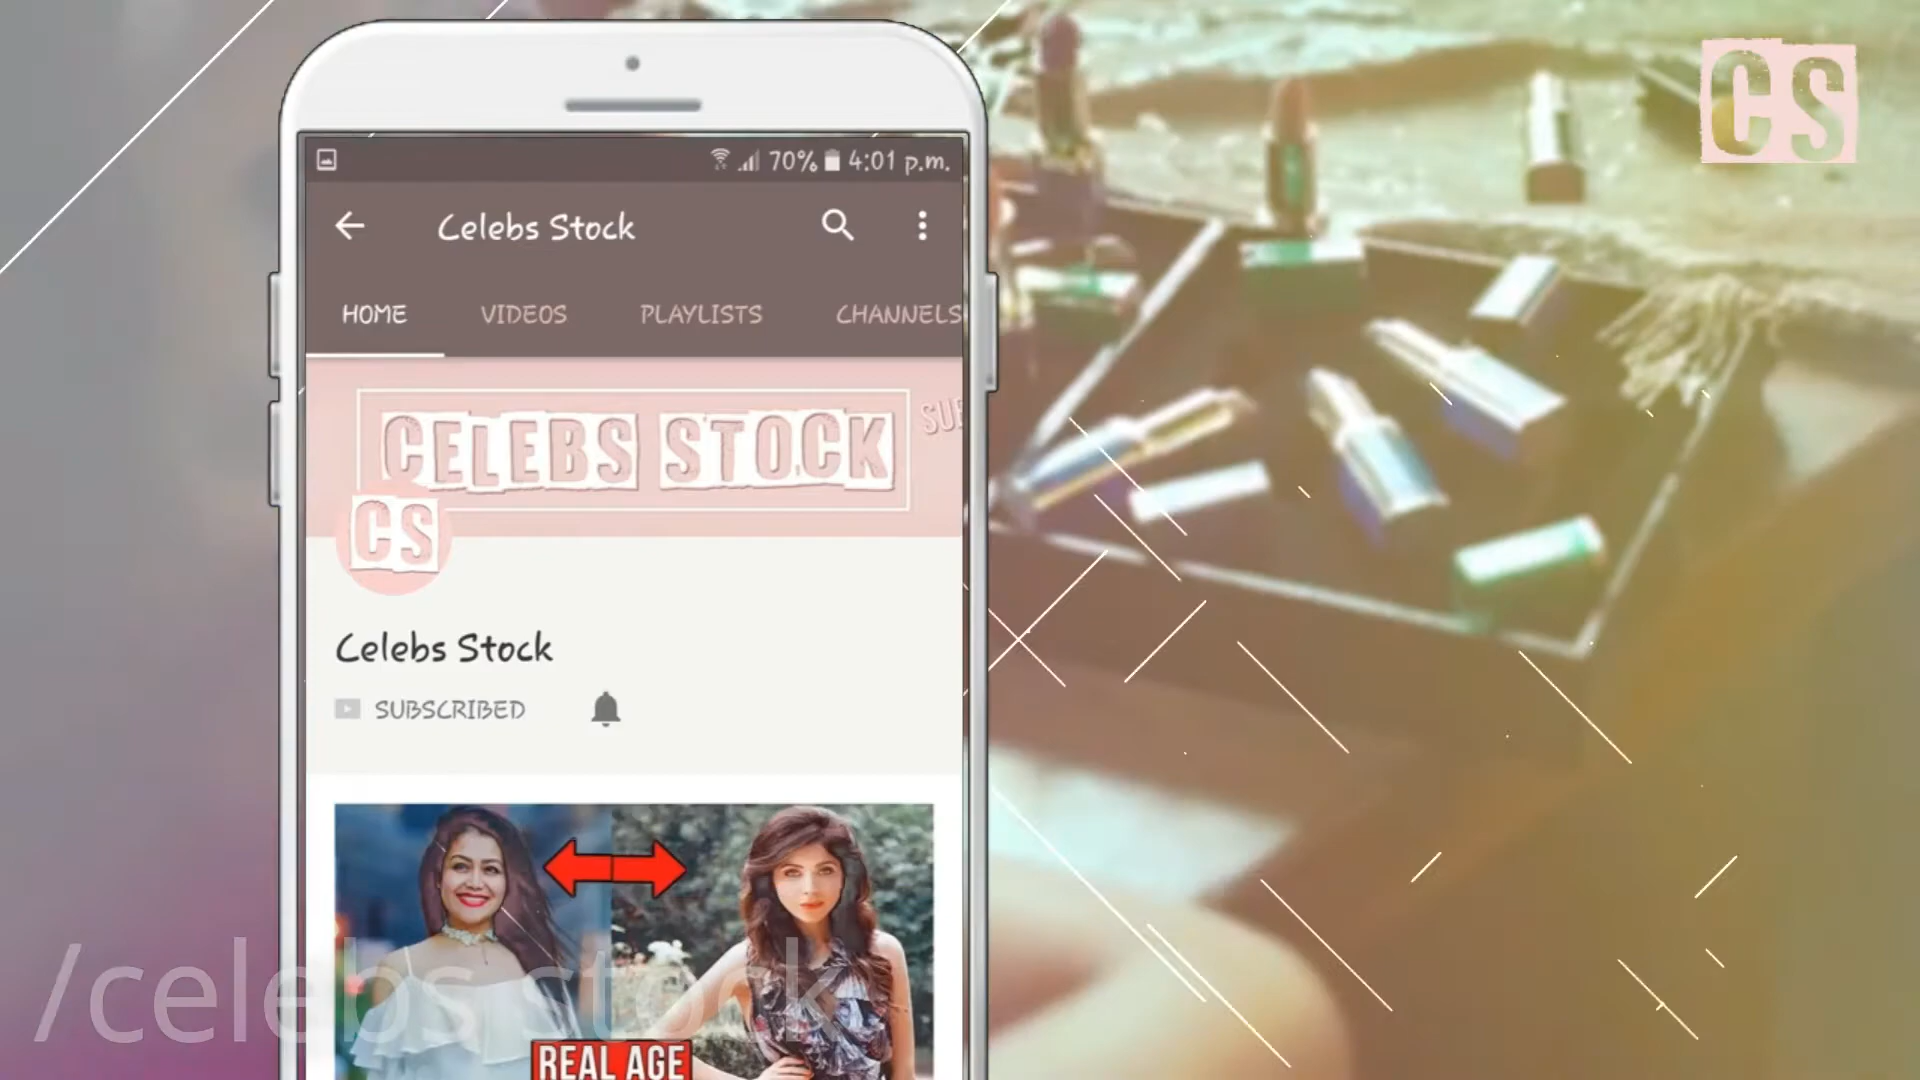 CS
70% 4:01 p.m.
Celebs Stock
HOME VIDEOS PLAYLISTS CHANNELS
CELEBS STOCK
SUB
CS
Celebs Stock
SUBSCRIBED
/celebs stock
REAL AGE